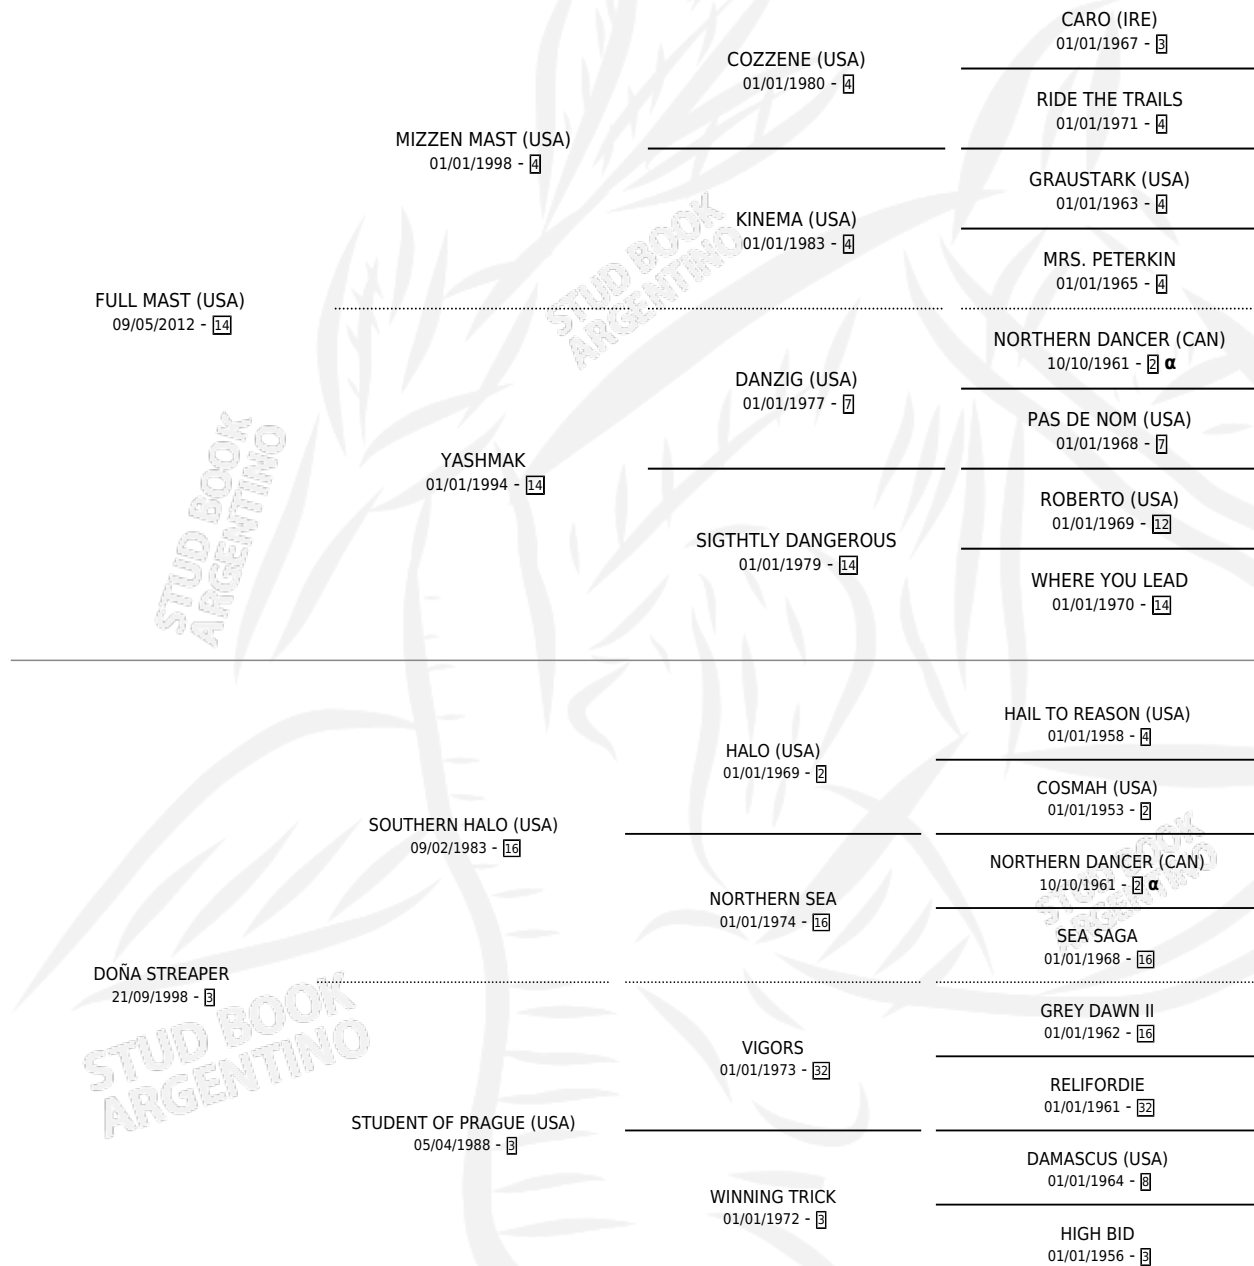 CARO (IRE)
01/01/1967 - 3
COZZENE (USA)
01/01/1980 - 4
RIDE THE TRAILS
01/01/1971 - 4
MIZZEN MAST (USA)
01/01/1998 - 4
GRAUSTARK (USA)
01/01/1963 - 4
KINEMA (USA)
01/01/1983 - 4
MRS. PETERKIN
01/01/1965 - 4
STUD BOOK
ARGENTINO
FULL MAST (USA)
09/05/2012 - 14
NORTHERN DANCER (CAN)
10/10/1961 - 2 α
DANZIG (USA)
01/01/1977 - 7
PAS DE NOM (USA)
01/01/1968 - 7
YASHMAK
01/01/1994 - 14
ROBERTO (USA)
01/01/1969 - 12
SIGTHTLY DANGEROUS
01/01/1979 - 14
WHERE YOU LEAD
01/01/1970 - 14
STUD BOOK
ARGENTINO
HAIL TO REASON (USA)
01/01/1958 - 4
HALO (USA)
01/01/1969 - 2
COSMAH (USA)
01/01/1953 - 2
SOUTHERN HALO (USA)
09/02/1983 - 16
NORTHERN DANCER (CAN)
10/10/1961 - 2 α
NORTHERN SEA
01/01/1974 - 16
SEA SAGA
01/01/1968 - 16
STUD BOOK
ARGENTINO
DOÑA STREAPER
21/09/1998 - 3
GREY DAWN II
01/01/1962 - 16
VIGORS
01/01/1973 - 32
RELIFORDIE
01/01/1961 - 32
STUDENT OF PRAGUE (USA)
05/04/1988 - 3
DAMASCUS (USA)
01/01/1964 - 8
WINNING TRICK
01/01/1972 - 3
HIGH BID
01/01/1956 - 3
STUD BOOK
ARGENTINO